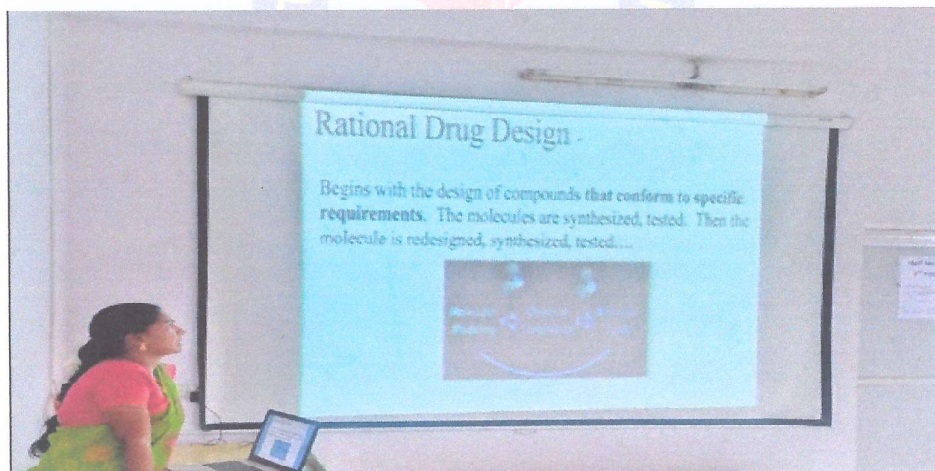 Rational Drug Design -
Begins with the design of compounds that conform to specific
requirements. The molecules are synthesized, tested. Then the
molecule is redesigned, synthesized, tested....